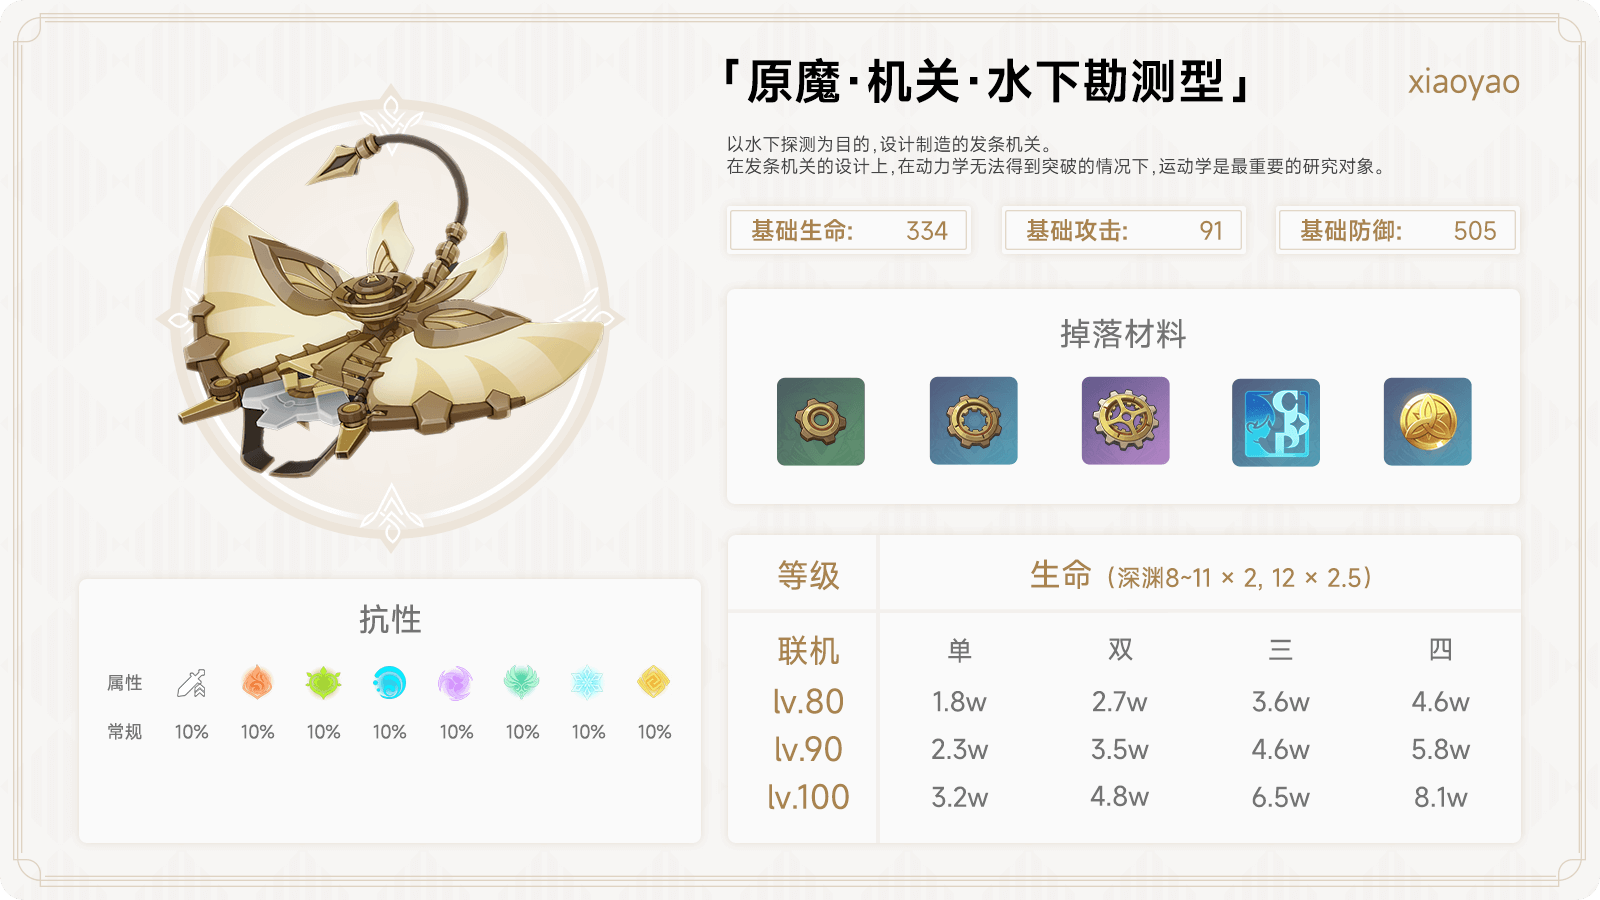 「原魔·机关·水下勘测型」
xiaoyao
以水下探测为目的,设计制造的发条机关。
在发条机关的设计上,在动力学无法得到突破的情况下,运动学是最重要的研究对象。
基础生命: 334
基础攻击: 91
基础防御: 505
掉落材料
抗性
属性
常规 10% 10% 10% 10% 10% 10% 10% 10%
等级 生命 (深渊8~11 × 2, 12 × 2.5)
联机 单 双 三 四
lv.80 1.8w 2.7w 3.6w 4.6w
lv.90 2.3w 3.5w 4.6w 5.8w
lv.100 3.2w 4.8w 6.5w 8.1w